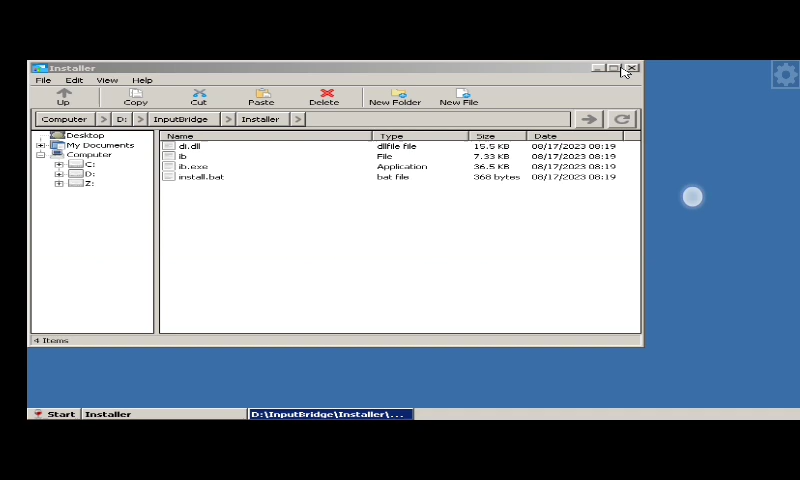 Installer
File Edit View Help
Up Copy Cut Paste Delete New Folder New File
Computer > D: > InputBridge > Installer >
Desktop
My Documents
Computer
C:
D:
Z:
Name Type Size Date
di.dll dllfile file 15.5 KB 08/17/2023 08:19
ib File 7.33 KB 08/17/2023 08:19
ib.exe Application 36.5 KB 08/17/2023 08:19
install.bat bat file 368 bytes 08/17/2023 08:19
4 Items
Start Installer D:\InputBridge\Installer\...